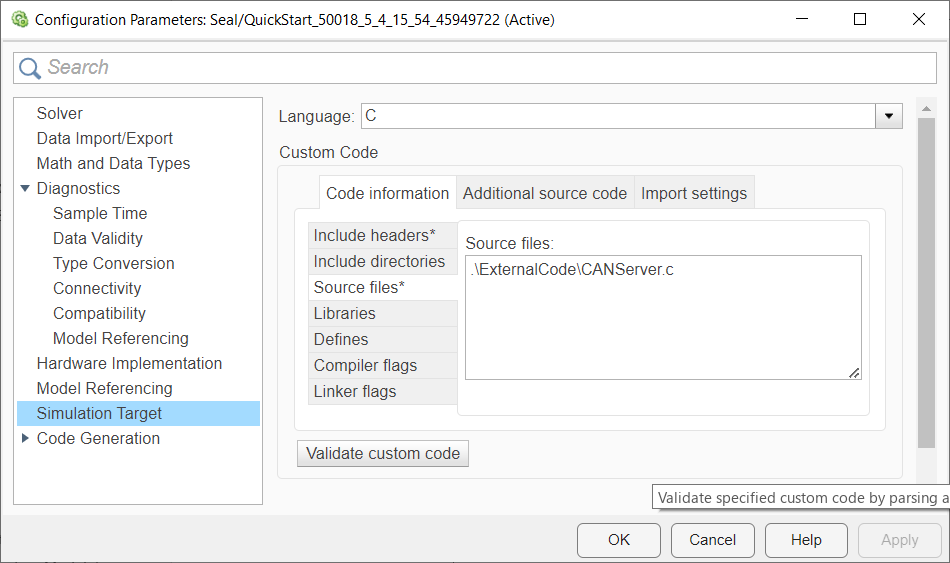 Configuration Parameters: Seal/QuickStart_50018_5_4_15_54_45949722 (Active)
Search
Solver
Data Import/Export
Math and Data Types
Diagnostics
Sample Time
Data Validity
Type Conversion
Connectivity
Compatibility
Model Referencing
Hardware Implementation
Model Referencing
Simulation Target
Code Generation
Language: C
Custom Code
Code information Additional source code Import settings
Include headers*
Include directories
Source files*
Libraries
Defines
Compiler flags
Linker flags
Source files:
.\ExternalCode\CANServer.c
Validate custom code
Validate specified custom code by parsing a
OK Cancel Help Apply